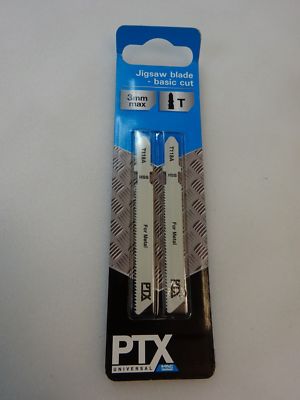 Jigsaw blade
- basic cut
3mm
max
T
T118A
HSS
For Metal
PTX
T118A
HSS
For Metal
PTX
PTX
UNIVERSAL